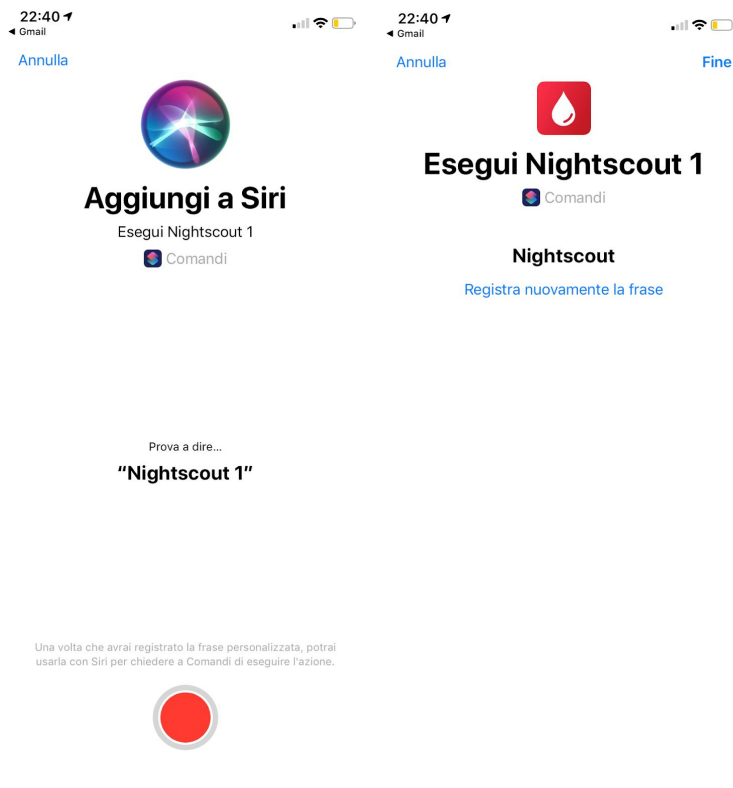 22:40
◀ Gmail
Annulla
Aggiungi a Siri
Esegui Nightscout 1
Comandi
Prova a dire...
“Nightscout 1”
Una volta che avrai registrato la frase personalizzata, potrai
usarla con Siri per chiedere a Comandi di eseguire l'azione.
22:40
◀ Gmail
Annulla
Fine
Esegui Nightscout 1
Comandi
Nightscout
Registra nuovamente la frase